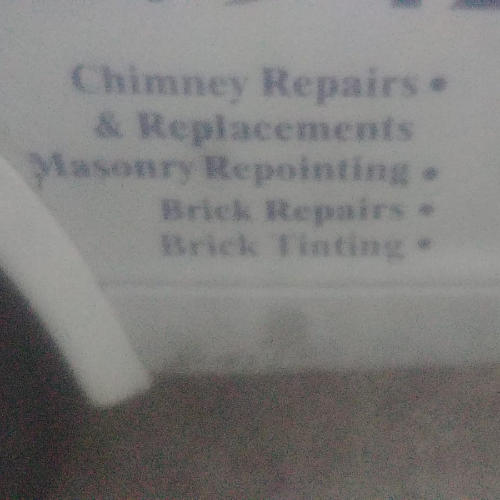 Chimney Repairs •
& Replacements
Masonry Repointing •
Brick Repairs •
Brick Tinting •